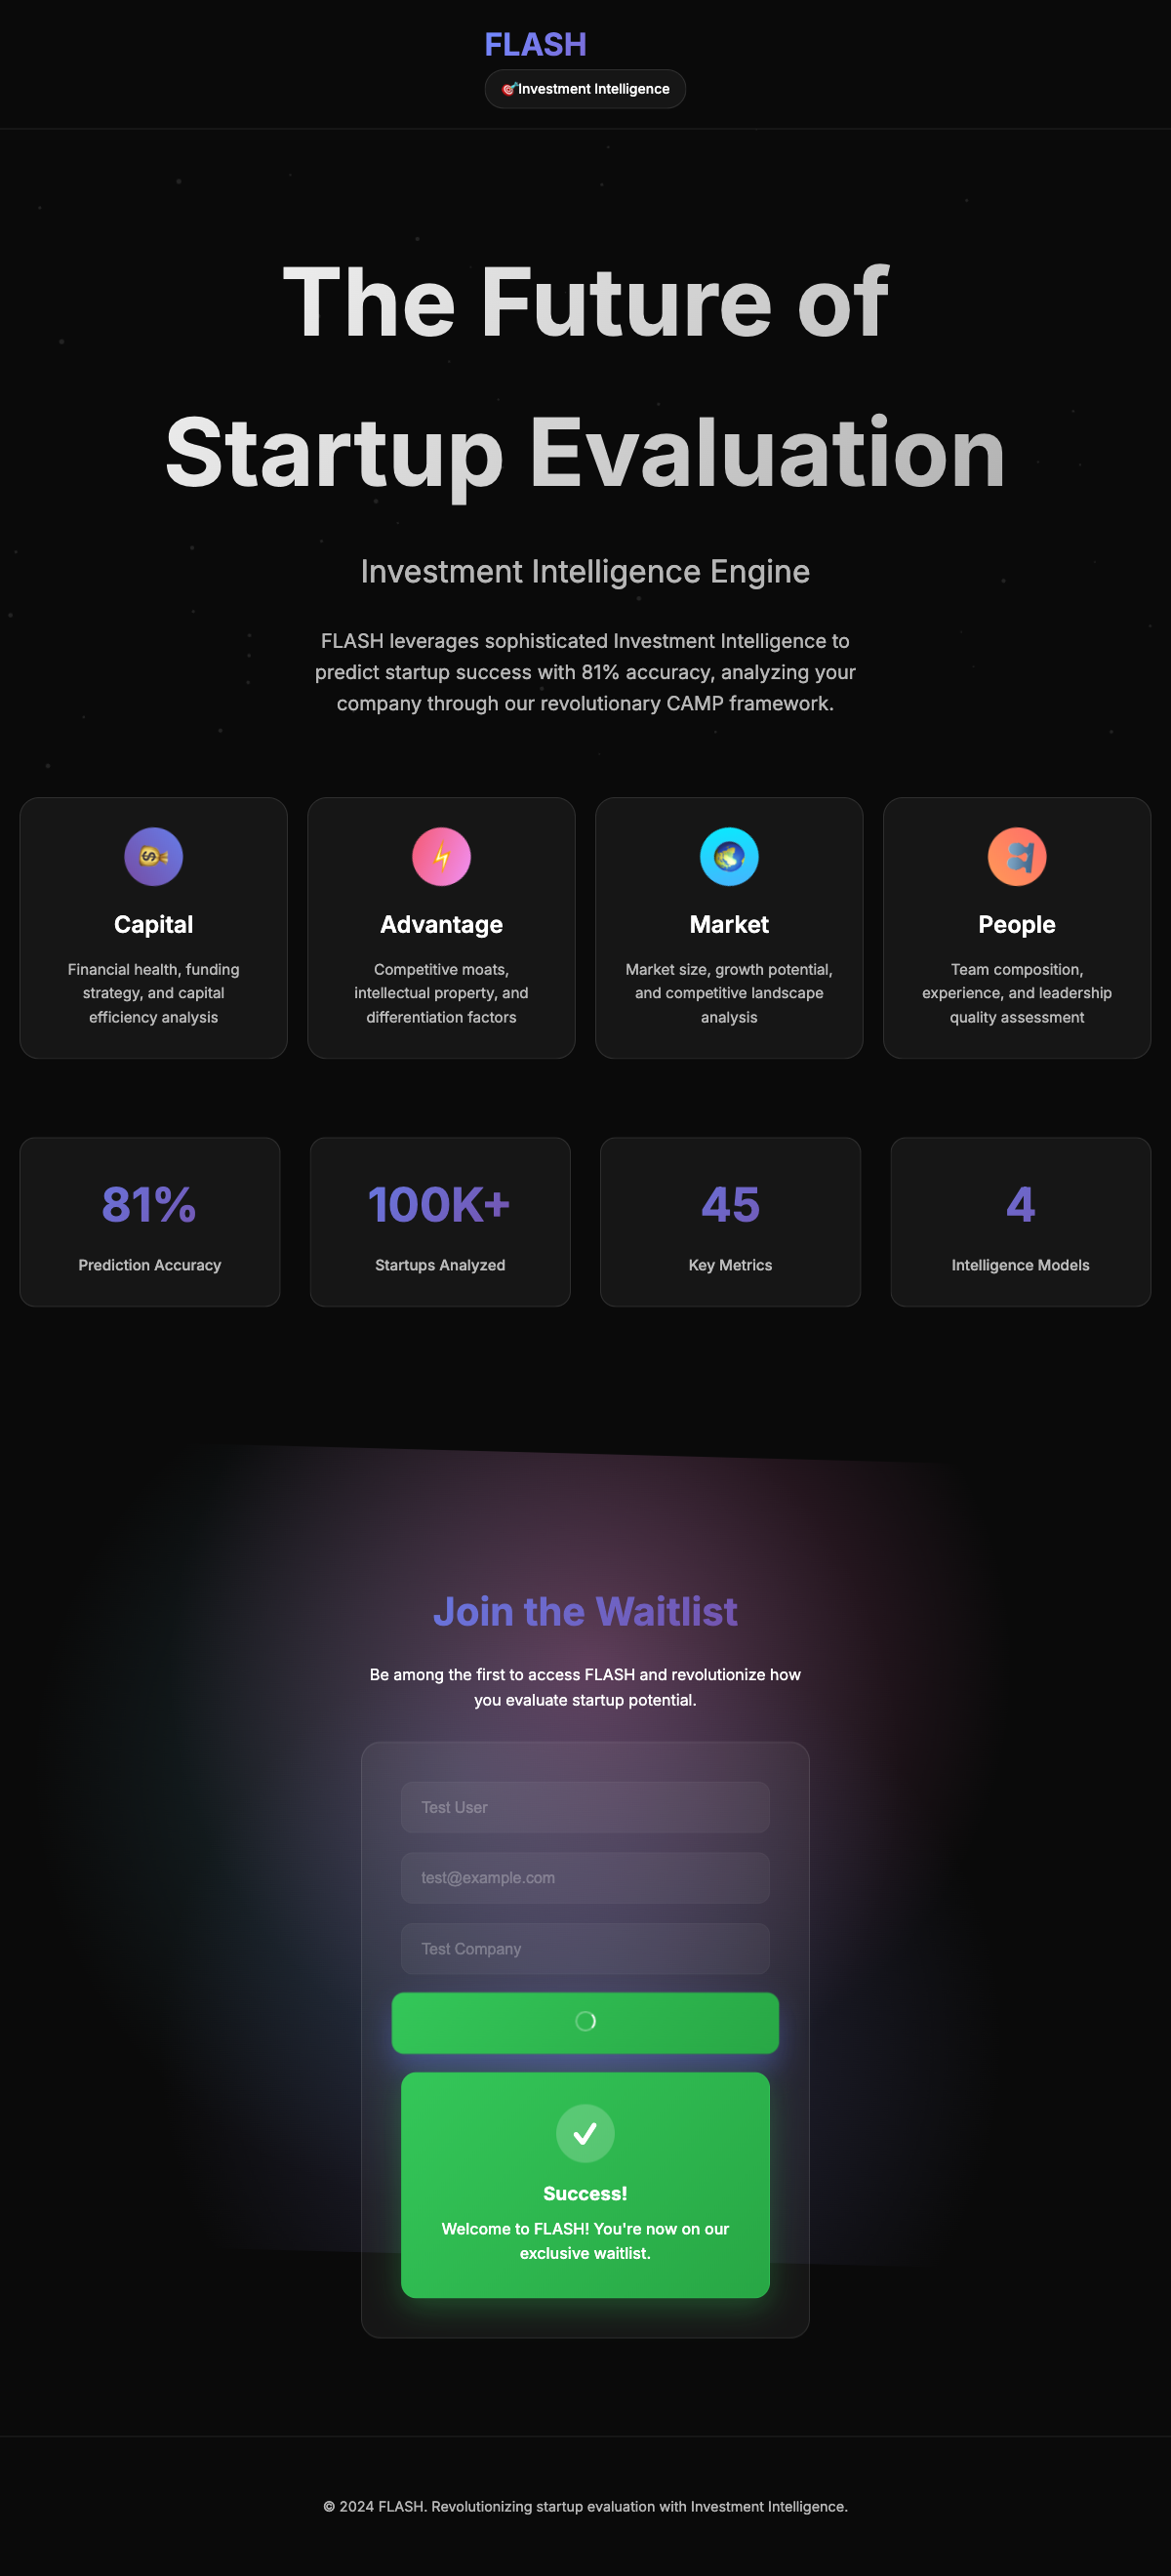 FLASH
🎯Investment Intelligence
The Future of
Startup Evaluation
Investment Intelligence Engine
FLASH leverages sophisticated Investment Intelligence to
predict startup success with 81% accuracy, analyzing your
company through our revolutionary CAMP framework.
Capital
Financial health, funding
strategy, and capital
efficiency analysis
Advantage
Competitive moats,
intellectual property, and
differentiation factors
Market
Market size, growth potential,
and competitive landscape
analysis
People
Team composition,
experience, and leadership
quality assessment
81%
Prediction Accuracy
100K+
Startups Analyzed
45
Key Metrics
4
Intelligence Models
Join the Waitlist
Be among the first to access FLASH and revolutionize how
you evaluate startup potential.
Test User
test@example.com
Test Company
Success!
Welcome to FLASH! You're now on our
exclusive waitlist.
© 2024 FLASH. Revolutionizing startup evaluation with Investment Intelligence.